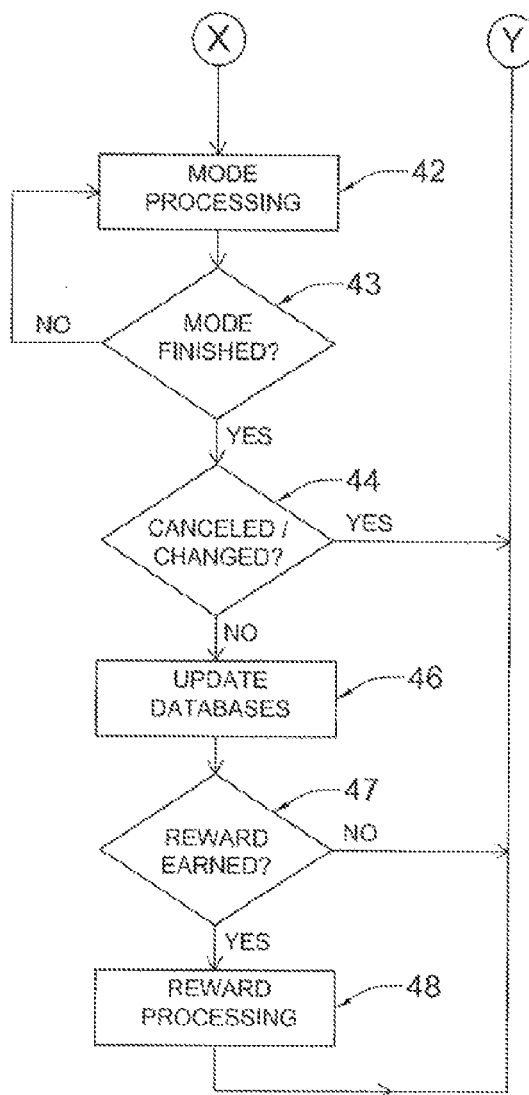 X
Y
MODE
PROCESSING
42
43
MODE
FINISHED?
NO
YES
44
CANCELED /
CHANGED?
YES
NO
UPDATE
DATABASES
46
47
REWARD
EARNED?
NO
YES
REWARD
PROCESSING
48